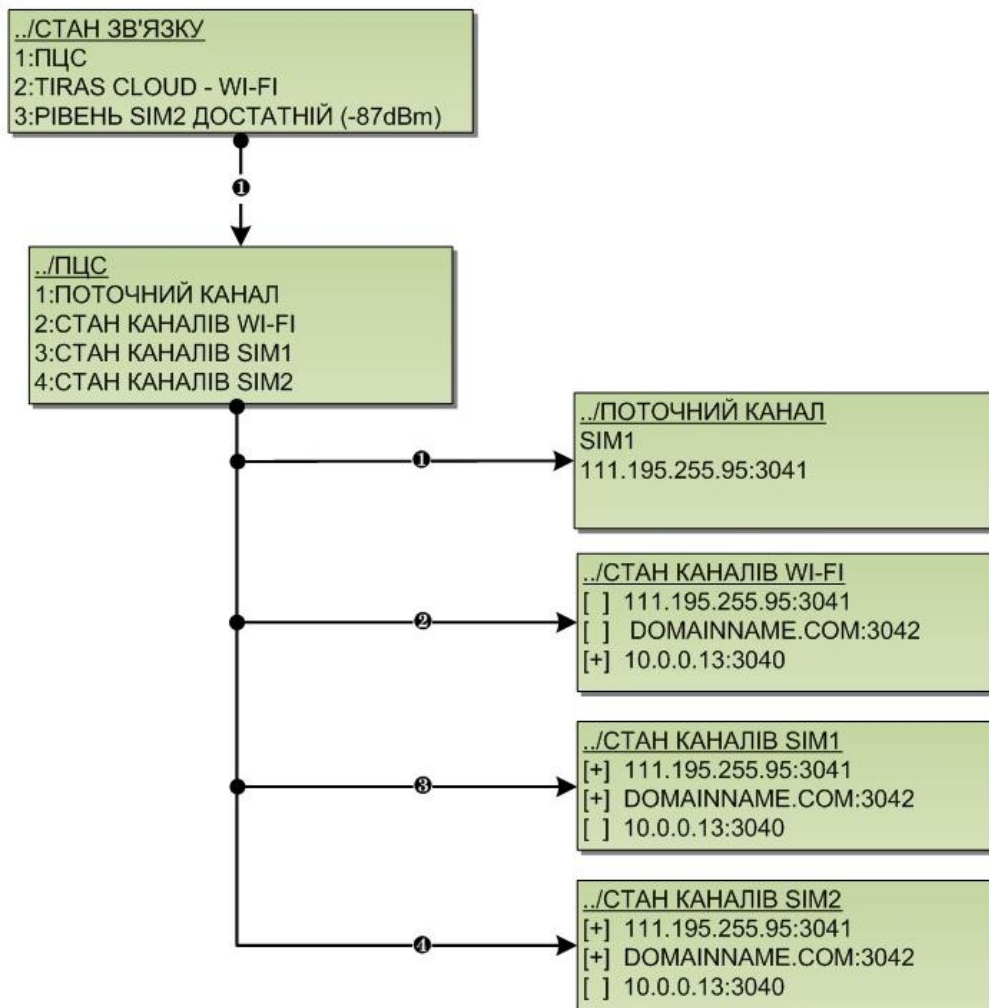 ../СТАН ЗВ'ЯЗКУ
1:ПЦС
2:TIRAS CLOUD - WI-FI
3:РІВЕНЬ SIM2 ДОСТАТНІЙ (-87dBm)
❶
../ПЦС
1:ПОТОЧНИЙ КАНАЛ
2:СТАН КАНАЛІВ WI-FI
3:СТАН КАНАЛІВ SIM1
4:СТАН КАНАЛІВ SIM2
❶
../ПОТОЧНИЙ КАНАЛ
SIM1
111.195.255.95:3041
❷
../СТАН КАНАЛІВ WI-FI
[ ] 111.195.255.95:3041
[ ] DOMAINNAME.COM:3042
[+] 10.0.0.13:3040
❸
../СТАН КАНАЛІВ SIM1
[+] 111.195.255.95:3041
[+] DOMAINNAME.COM:3042
[ ] 10.0.0.13:3040
❹
../СТАН КАНАЛІВ SIM2
[+] 111.195.255.95:3041
[+] DOMAINNAME.COM:3042
[ ] 10.0.0.13:3040